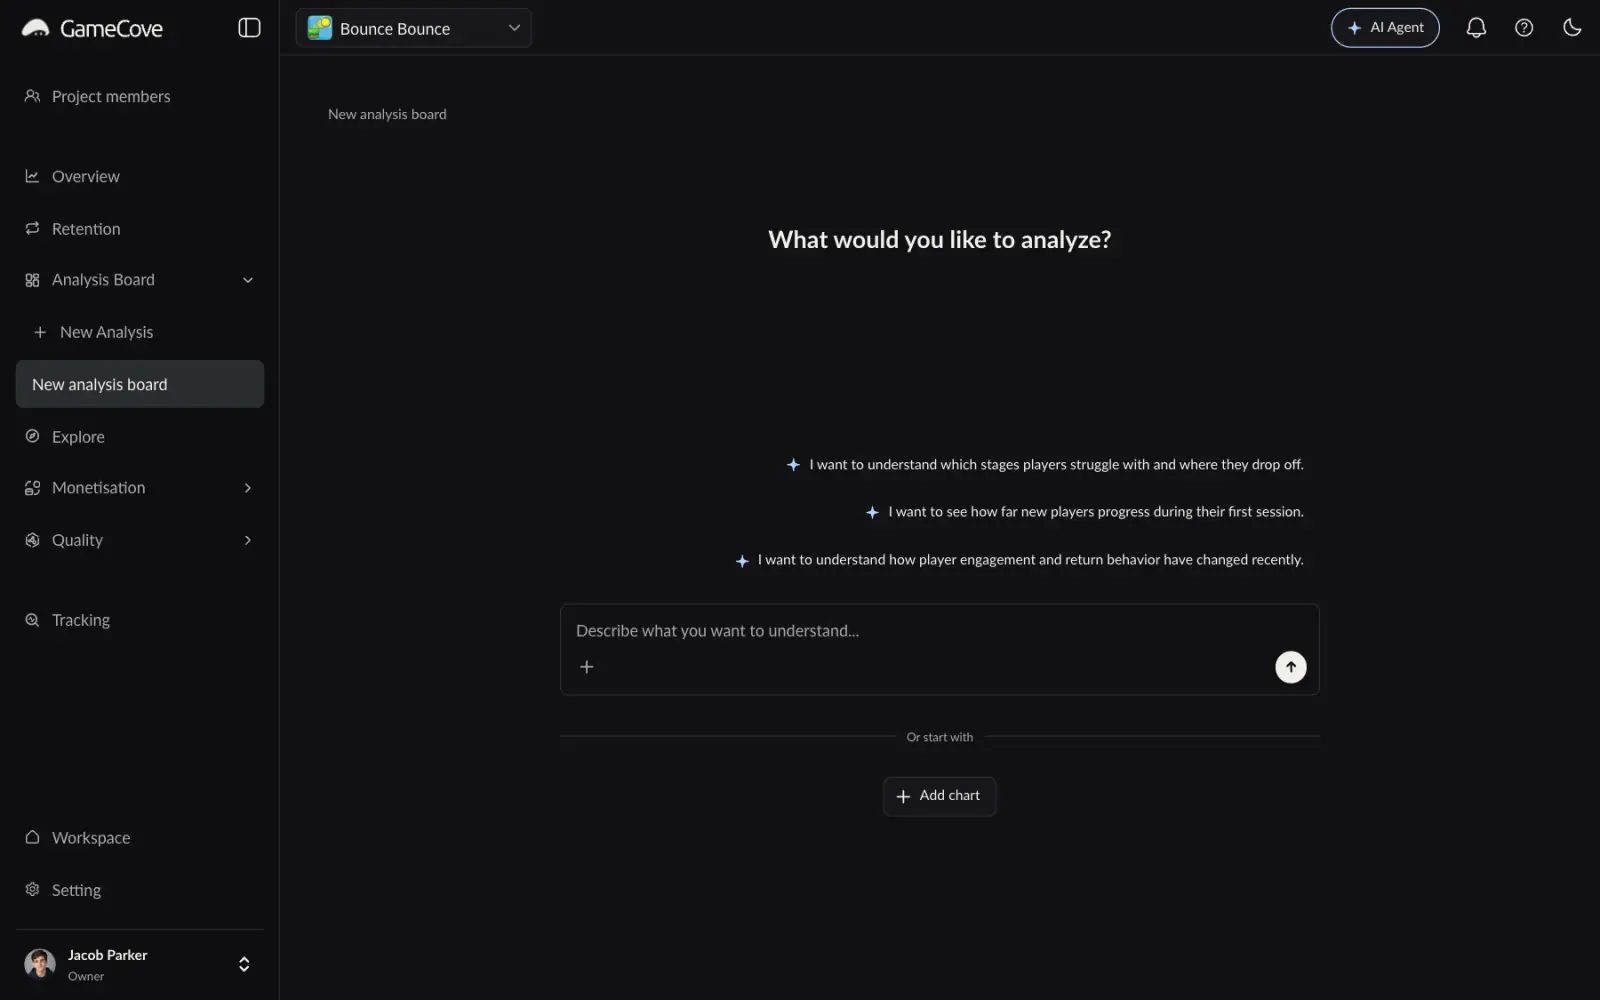 GameCove
Bounce Bounce
AI Agent
Project members
Overview
Retention
Analysis Board
New Analysis
New analysis board
Explore
Monetisation
Quality
Tracking
Workspace
Setting
Jacob Parker
Owner
New analysis board
What would you like to analyze?
I want to understand which stages players struggle with and where they drop off.
I want to see how far new players progress during their first session.
I want to understand how player engagement and return behavior have changed recently.
Describe what you want to understand...
Or start with
Add chart